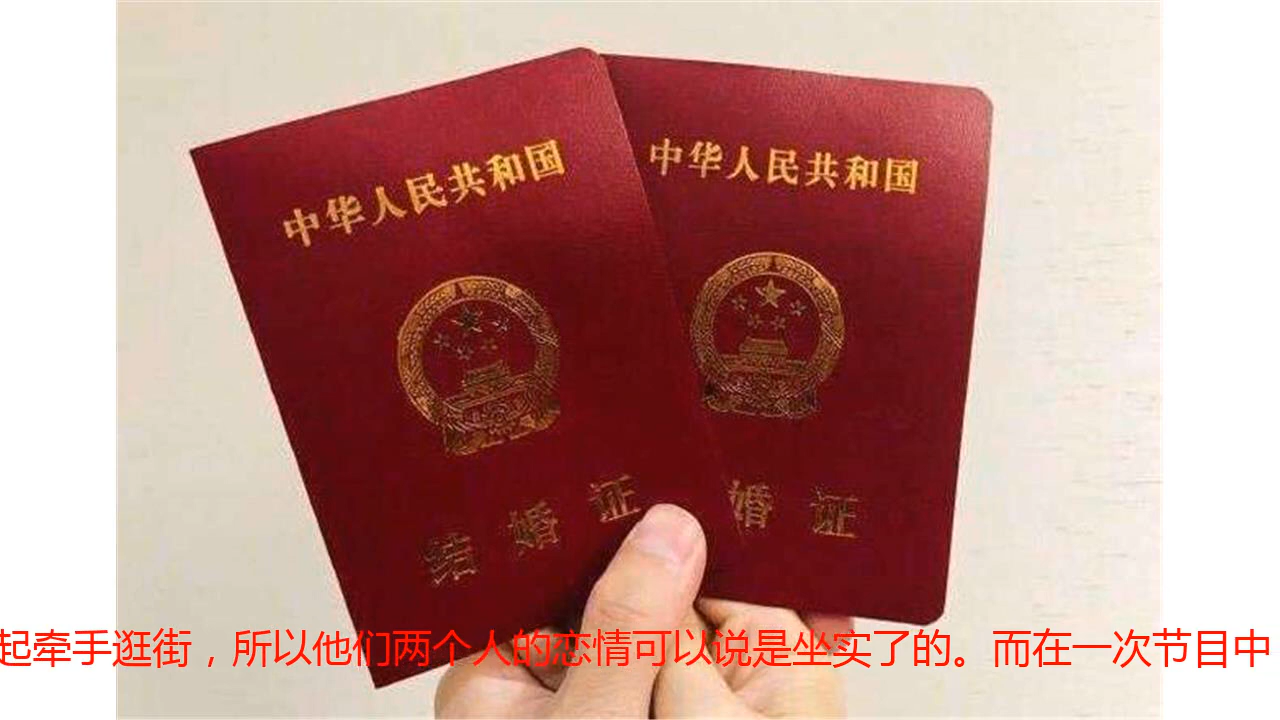 中华人民共和国
结婚证
中华人民共和国
婚证
起牵手逛街，所以他们两个人的恋情可以说是坐实了的。而在一次节目中